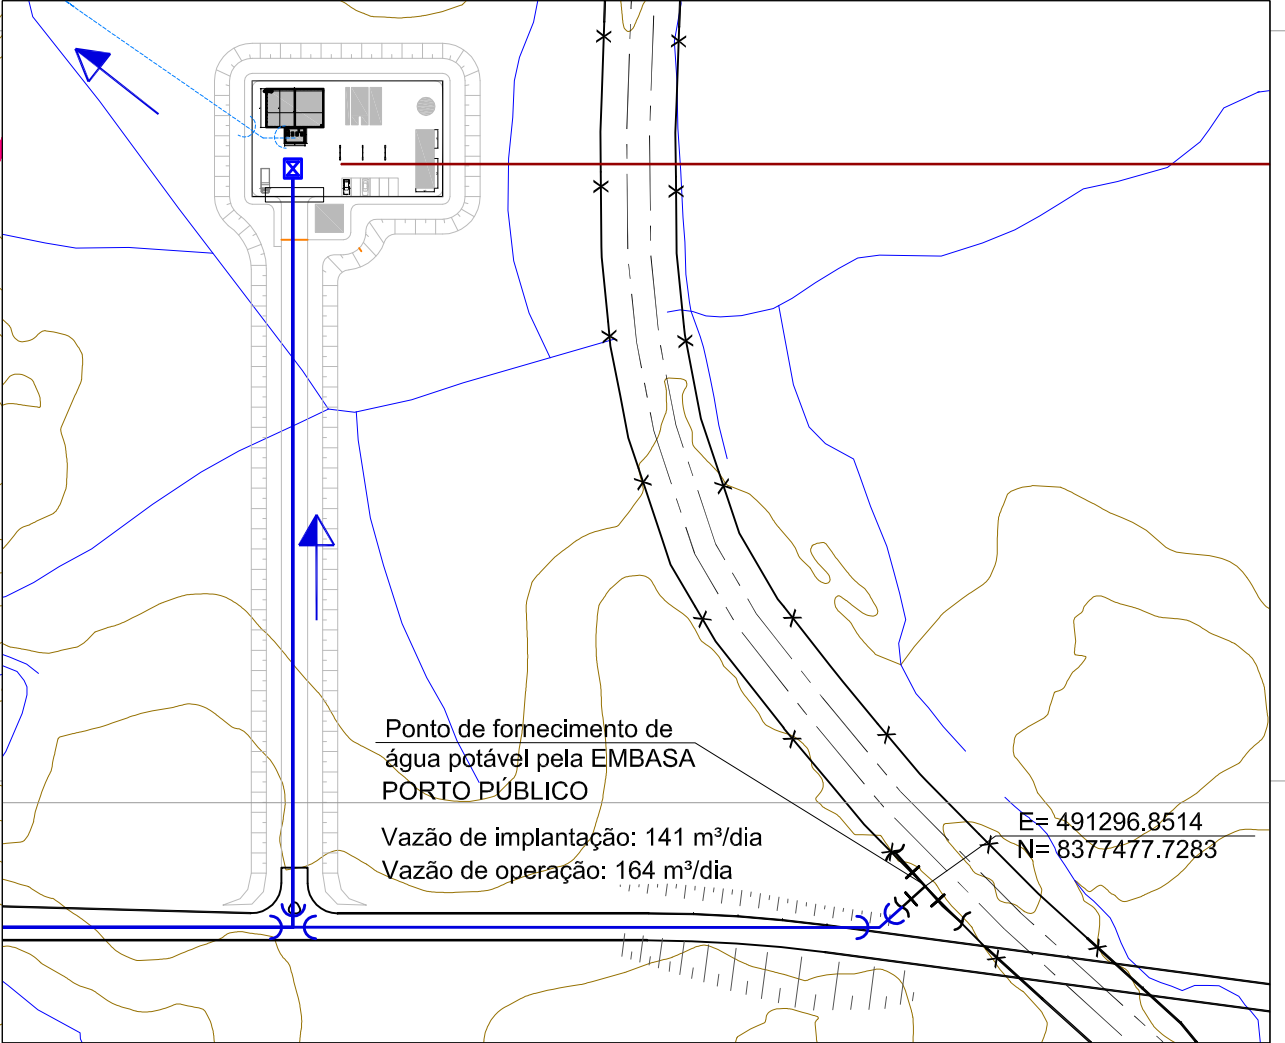 Ponto de fornecimento de
água potável pela EMBASA
PORTO PÚBLICO
Vazão de implantação: 141 m³/dia
Vazão de operação: 164 m³/dia
E= 491296.8514
N= 8377477.7283